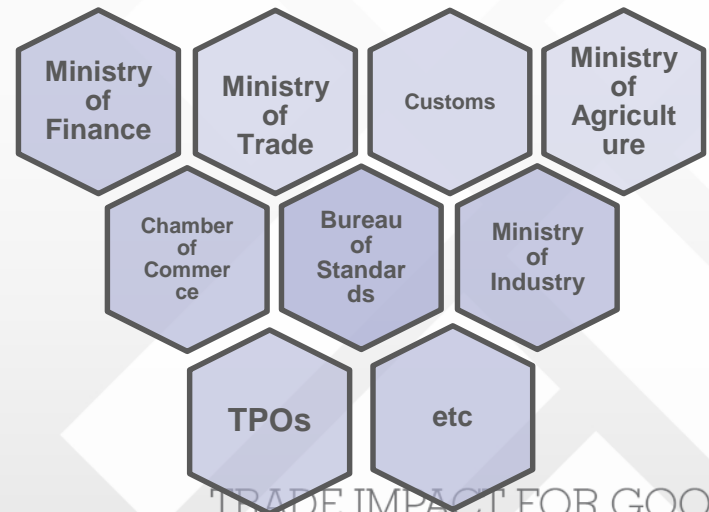 Ministry
of
Finance
Ministry
of
Trade
Customs
Ministry
of
Agricult
ure
Chamber
of
Commer
ce
Bureau
of
Standar
ds
Ministry
of
Industry
TPOs
etc
TRADE IMPACT FOR GOO